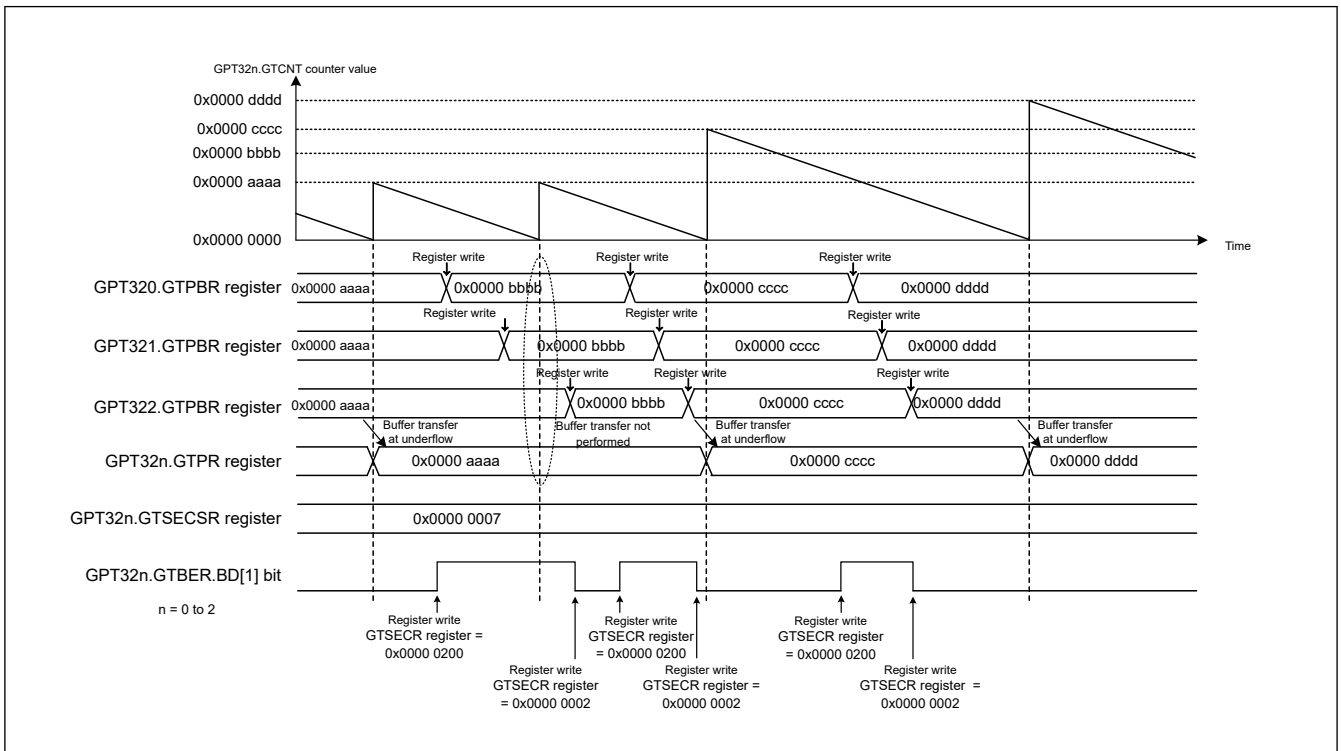 GPT32n.GTCNT counter value
0x0000 dddd
0x0000 cccc
0x0000 bbbb
0x0000 aaaa
0x0000 0000
Time
Register write Register write Register write
GPT320.GTPBR register 0x0000 aaaa 0x0000 bbbb 0x0000 cccc 0x0000 dddd
Register write Register write Register write
GPT321.GTPBR register 0x0000 aaaa 0x0000 bbbb 0x0000 cccc 0x0000 dddd
Register write Register write Register write
GPT322.GTPBR register 0x0000 aaaa 0x0000 bbbb 0x0000 cccc 0x0000 dddd
Buffer transfer
at underflow
Buffer transfer not
performed
Buffer transfer
at underflow
Buffer transfer
at underflow
GPT32n.GTPR register 0x0000 aaaa 0x0000 cccc 0x0000 dddd
GPT32n.GTSECSR register 0x0000 0007
GPT32n.GTBER.BD[1] bit
n = 0 to 2
Register write
GTSECR register =
0x0000 0200
Register write
GTSECR register
= 0x0000 0002
Register write
GTSECR register
= 0x0000 0200
Register write
GTSECR register =
0x0000 0002
Register write
GTSECR register
= 0x0000 0200
Register write
GTSECR register =
0x0000 0002